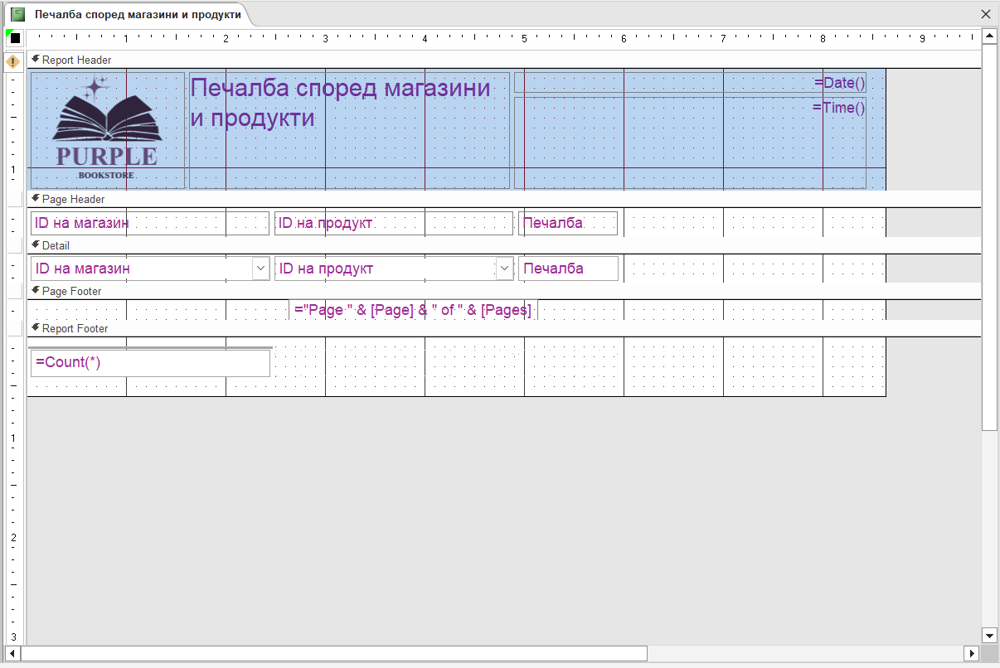 Печалба според магазини и продукти
1 2 3 4 5 6 7 8 9
Report Header
Печалба според магазини
и продукти
=Date()
=Time()
PURPLE
BOOKSTORE
1
Page Header
ID на магазин ID на продукт Печалба
Detail
ID на магазин ID на продукт Печалба
Page Footer
="Page " & [Page] & " of " & [Pages]
Report Footer
=Count(*)
1
2
3